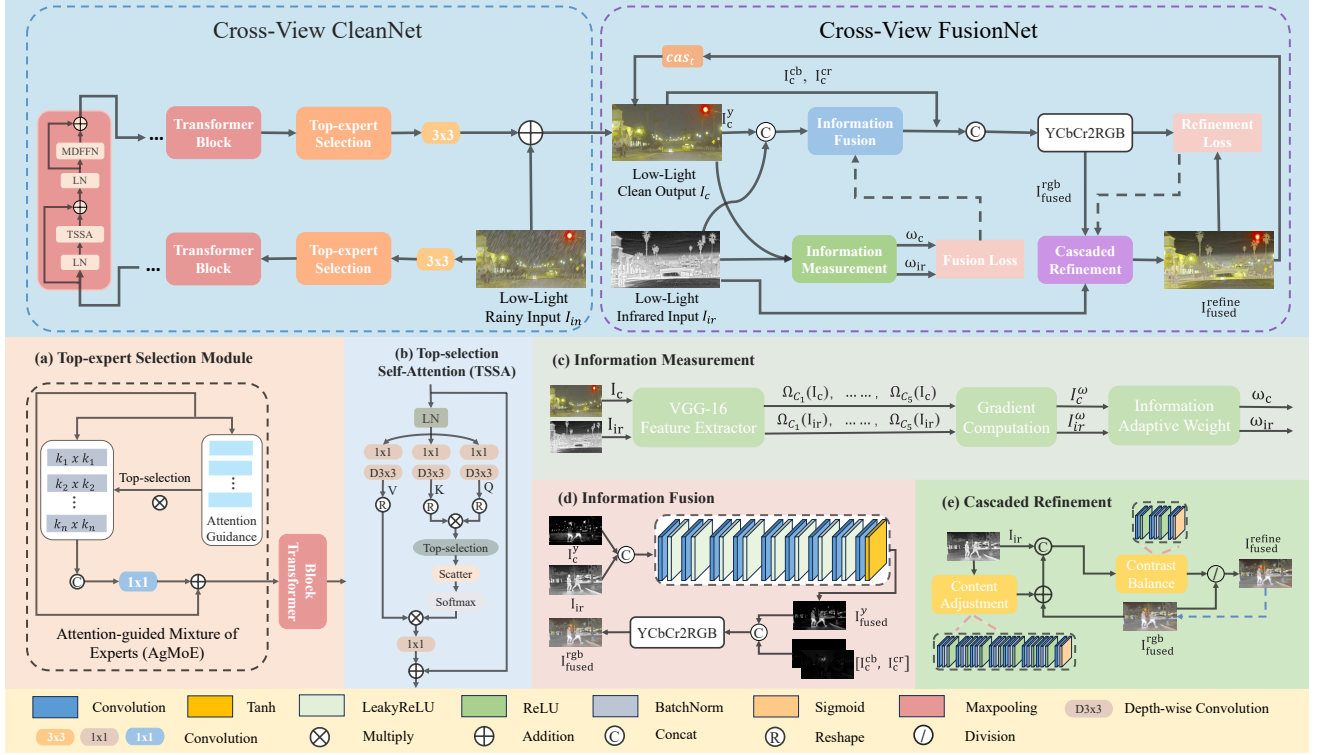 Cross-View CleanNet
Cross-View FusionNet
cas_t
I_c^cb, I_c^cr
MDFFN
LN
TSSA
LN
...
Transformer
Block
Top-expert
Selection
3x3
I_c^y
Information
Fusion
YCbCr2RGB
Refinement
Loss
Low-Light
Clean Output I_c
I_fused^rgb
...
Transformer
Block
Top-expert
Selection
3x3
Low-Light
Rainy Input I_in
Low-Light
Infrared Input I_ir
Information
Measurement
ω_c
ω_ir
Fusion Loss
Cascaded
Refinement
I_fused^refine
(a) Top-expert Selection Module
k_1 x k_1
k_2 x k_2
⋮
k_n x k_n
Top-selection
Attention
Guidance
1x1
Transformer
Block
Attention-guided Mixture of
Experts (AgMoE)
(b) Top-selection
Self-Attention (TSSA)
LN
1x1 1x1 1x1
D3x3 D3x3 D3x3
V K Q
R R R
Top-selection
Scatter
Softmax
1x1
(c) Information Measurement
I_c
I_ir
VGG-16
Feature Extractor
Ω_C1(I_c), ... ..., Ω_C5(I_c)
Ω_C1(I_ir), ... ..., Ω_C5(I_ir)
Gradient
Computation
I_c^ω
I_ir^ω
Information
Adaptive Weight
ω_c
ω_ir
(d) Information Fusion
I_c^y
C
I_ir
I_fused^y
YCbCr2RGB
C
I_fused^rgb
[I_c^cb, I_c^cr]
(e) Cascaded Refinement
I_ir
C
Content
Adjustment
Contrast
Balance
I_fused^refine
I_fused^rgb
Convolution
Tanh
LeakyReLU
ReLU
BatchNorm
Sigmoid
Maxpooling
D3x3 Depth-wise Convolution
3x3 1x1 1x1 Convolution
Multiply
Addition
C Concat
R Reshape
Division